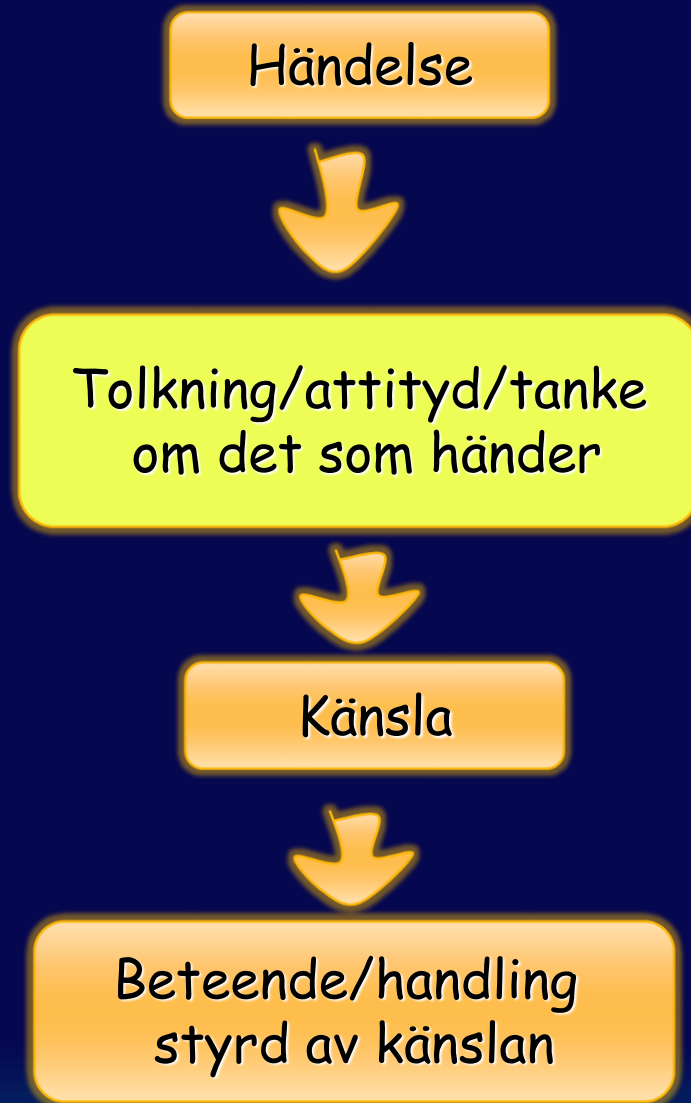 Händelse
Tolkning/attityd/tanke
om det som händer
Känsla
Beteende/handling
styrd av känslan